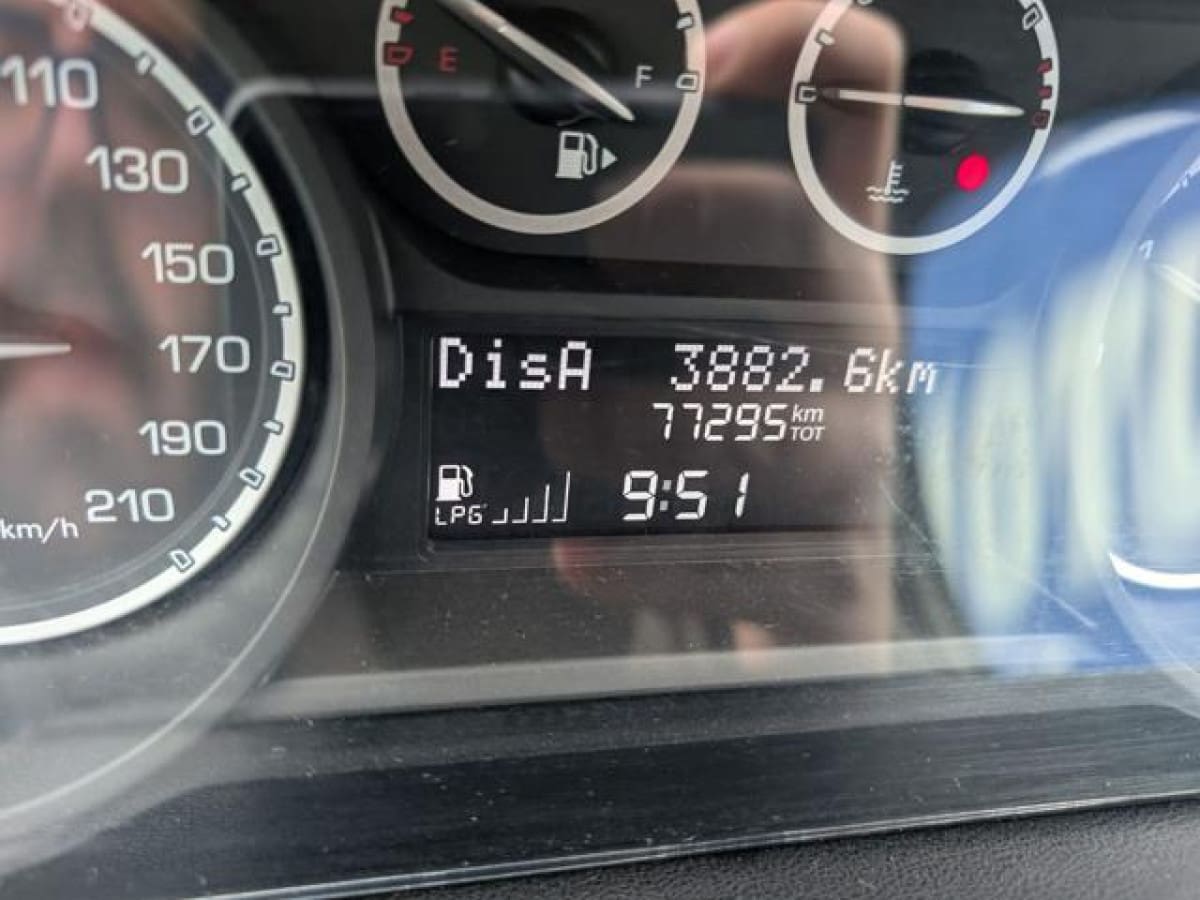 110
130
150
170
190
210
km/h
E
F
E
DisA 3882.6km
77295 km TOT
LPG 9:51